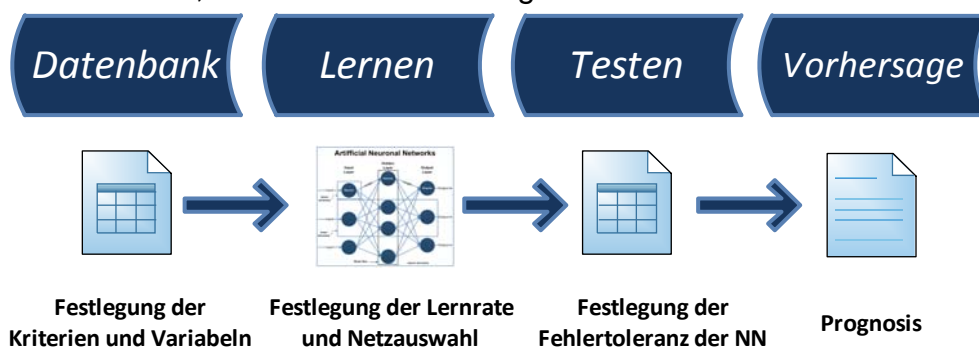 Datenbank
Lernen
Testen
Vorhersage
Artifficial Neuronal Networks
Festlegung der
Kriterien und Variabeln
Festlegung der Lernrate
und Netzauswahl
Festlegung der
Fehlertoleranz der NN
Prognosis